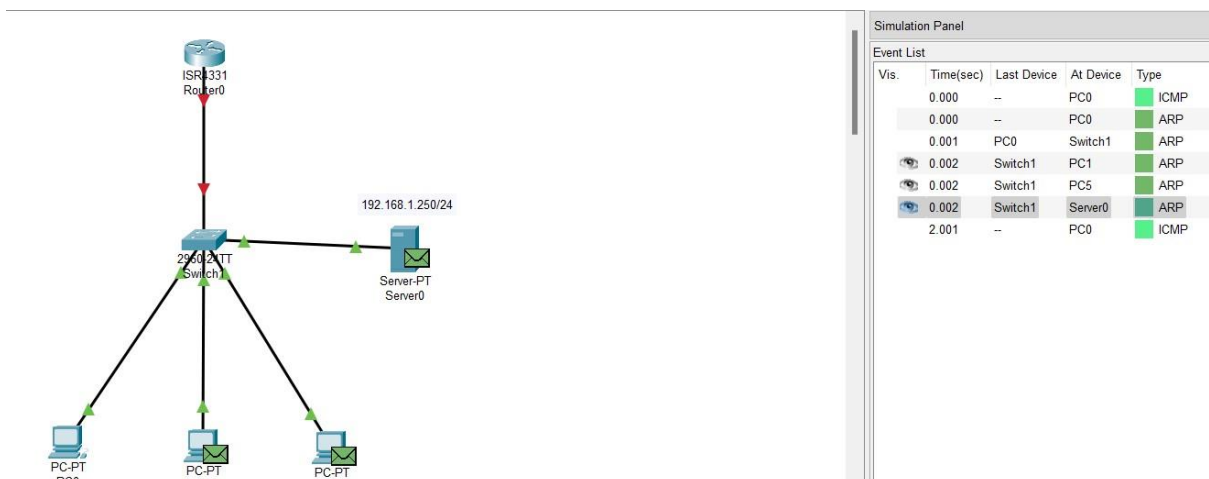 ISR4331
Router0
192.168.1.250/24
2960-24TT
Switch1
Server-PT
Server0
PC-PT
PC-PT
PC-PT
Simulation Panel
Event List
Vis. Time(sec) Last Device At Device Type
0.000 -- PC0 ICMP
0.000 -- PC0 ARP
0.001 PC0 Switch1 ARP
0.002 Switch1 PC1 ARP
0.002 Switch1 PC5 ARP
0.002 Switch1 Server0 ARP
2.001 -- PC0 ICMP